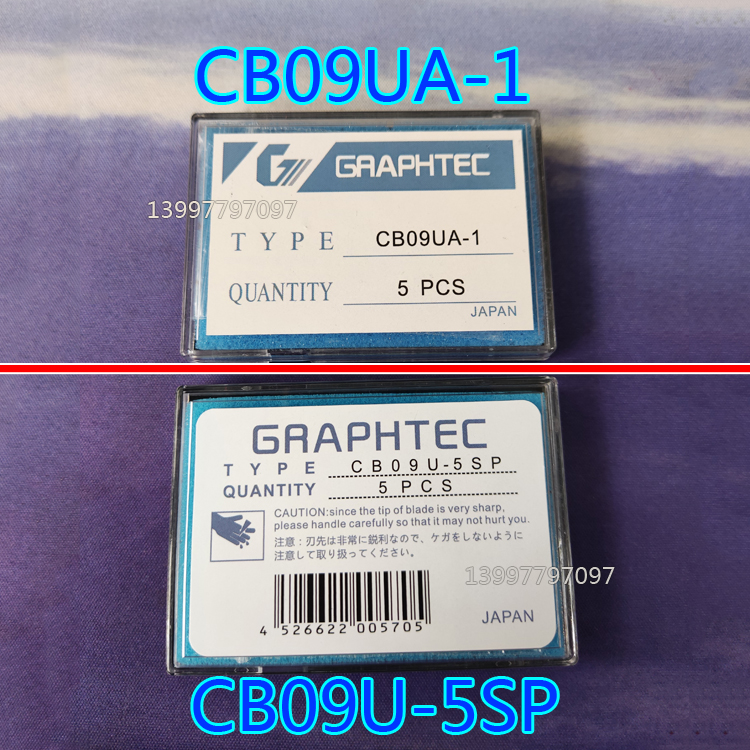 CB09UA-1
GRAPHTEC
13997797097
TYPE CB09UA-1
QUANTITY 5 PCS
JAPAN
GRAPHTEC
TYPE CB09U-5SP
QUANTITY 5 PCS
CAUTION:since the tip of blade is very sharp,
please handle carefully so that it may not hurt you.
注意：刃先は非常に鋭利なので、ケガをしないように
注意して取り扱ってください。
13997797097
4 526622 005705
JAPAN
CB09U-5SP